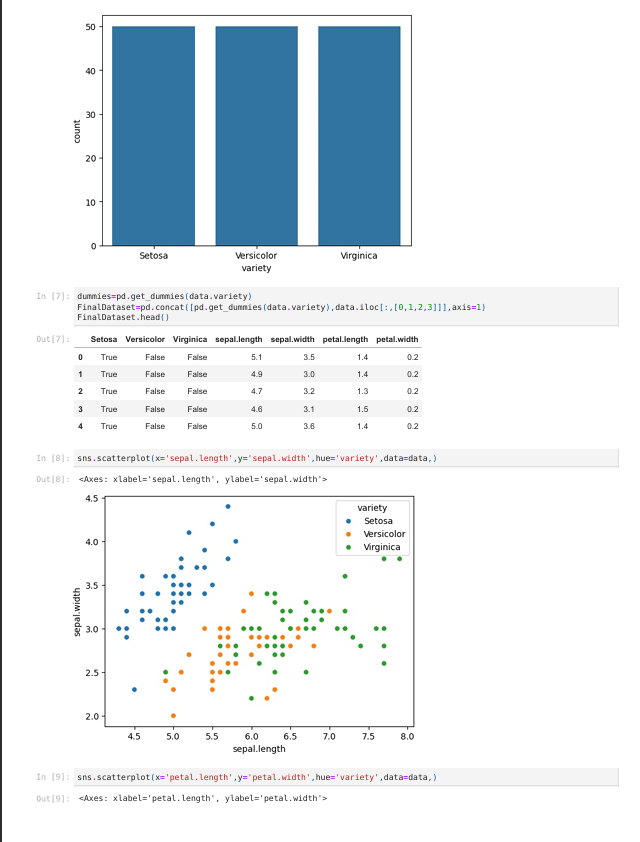 50
40
30
20
10
0
count
Setosa Versicolor Virginica
variety
In [7]: dummies=pd.get_dummies(data.variety)
FinalDataset=pd.concat([pd.get_dummies(data.variety),data.iloc[:,[0,1,2,3]]],axis=1)
FinalDataset.head()
Out[7]: Setosa Versicolor Virginica sepal.length sepal.width petal.length petal.width
0 True False False 5.1 3.5 1.4 0.2
1 True False False 4.9 3.0 1.4 0.2
2 True False False 4.7 3.2 1.3 0.2
3 True False False 4.6 3.1 1.5 0.2
4 True False False 5.0 3.6 1.4 0.2
In [8]: sns.scatterplot(x='sepal.length',y='sepal.width',hue='variety',data=data,)
Out[8]: <Axes: xlabel='sepal.length', ylabel='sepal.width'>
4.5
4.0
3.5
3.0
2.5
2.0
sepal.width
variety
Setosa
Versicolor
Virginica
4.5 5.0 5.5 6.0 6.5 7.0 7.5 8.0
sepal.length
In [9]: sns.scatterplot(x='petal.length',y='petal.width',hue='variety',data=data,)
Out[9]: <Axes: xlabel='petal.length', ylabel='petal.width'>